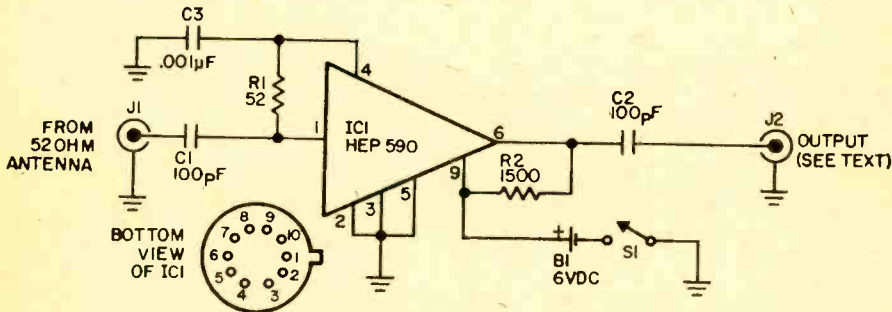 C3
.001µF
R1
52
4
J1
FROM
52 OHM
ANTENNA
C1
100pF
1
IC1
HEP 590
6
C2
100pF
J2
OUTPUT
(SEE TEXT)
R2
1500
9
5
3
2
B1
6VDC
+
S1
BOTTOM
VIEW
OF IC1
8
9
7
10
6
1
5
2
4
3